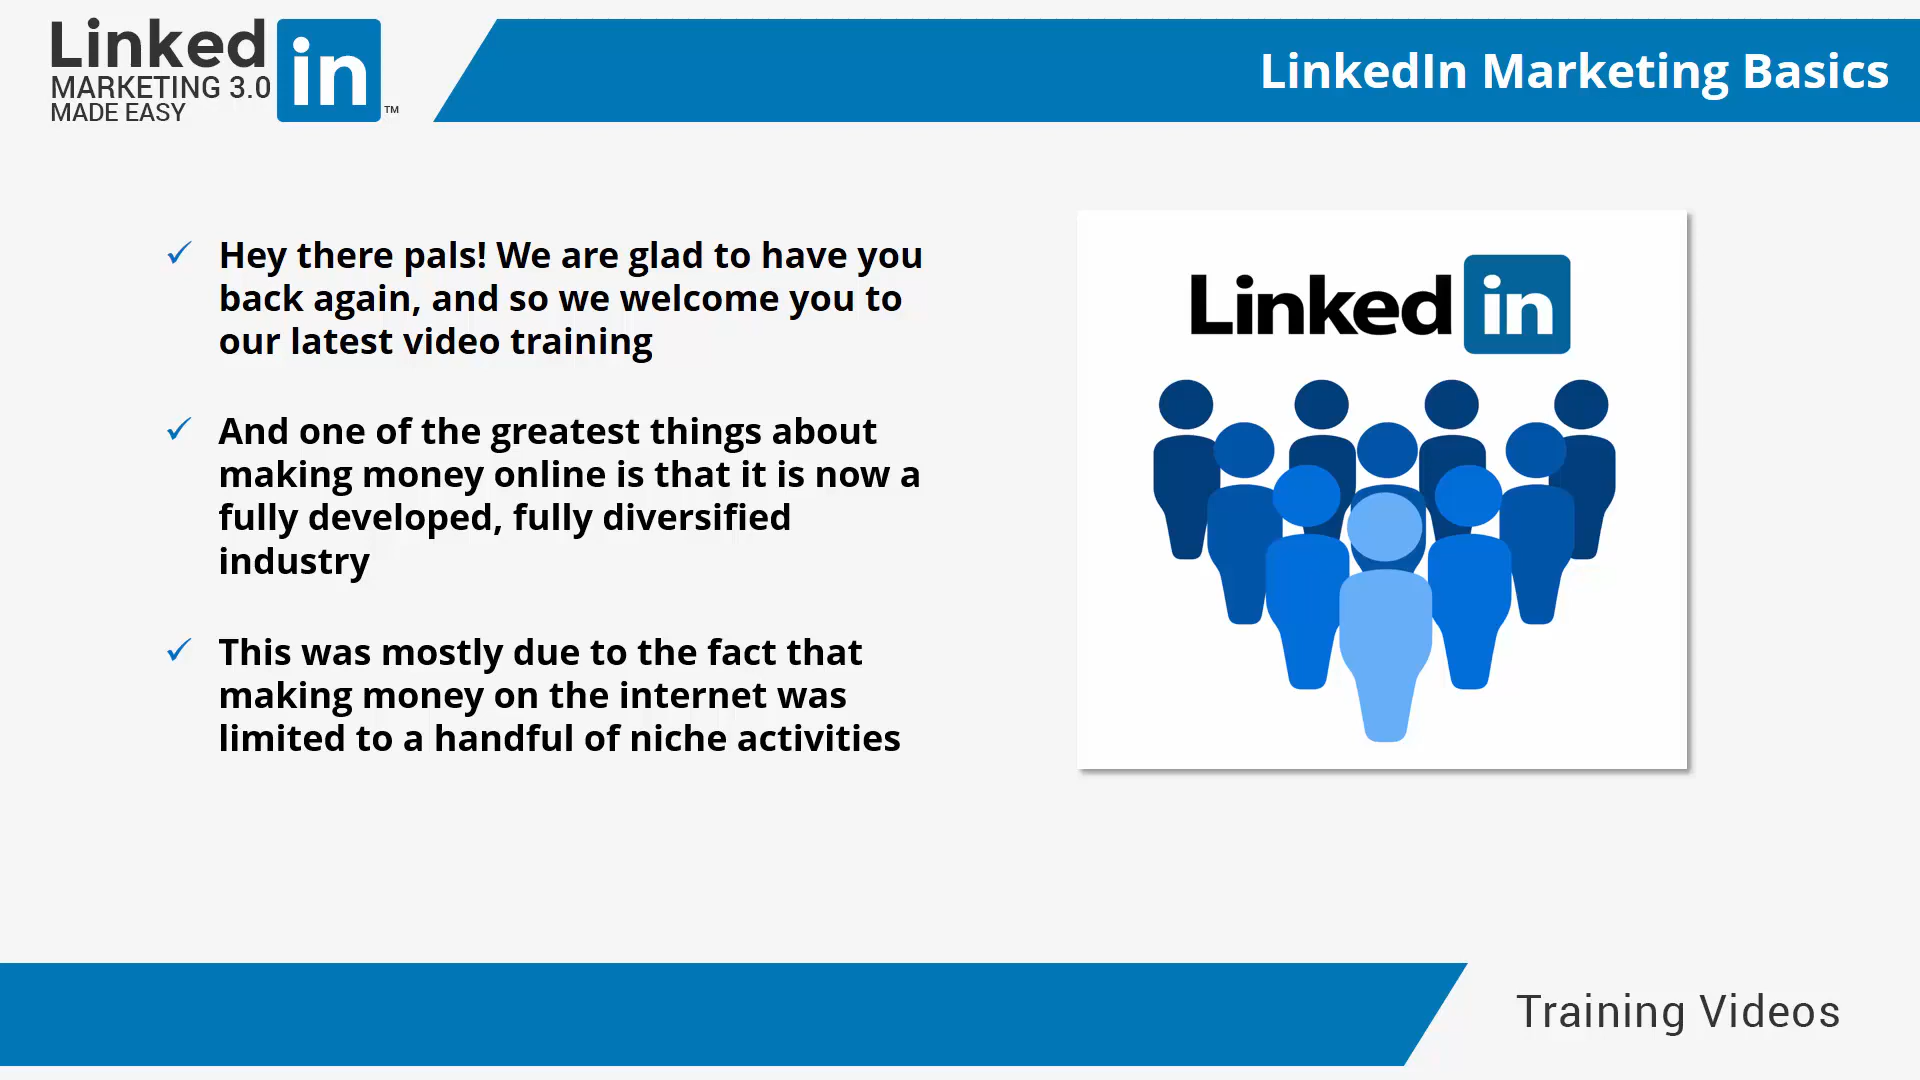 Linked in
MARKETING 3.0
MADE EASY
™
LinkedIn Marketing Basics
Hey there pals! We are glad to have you
back again, and so we welcome you to
our latest video training
And one of the greatest things about
making money online is that it is now a
fully developed, fully diversified
industry
This was mostly due to the fact that
making money on the internet was
limited to a handful of niche activities
Linked in
Training Videos